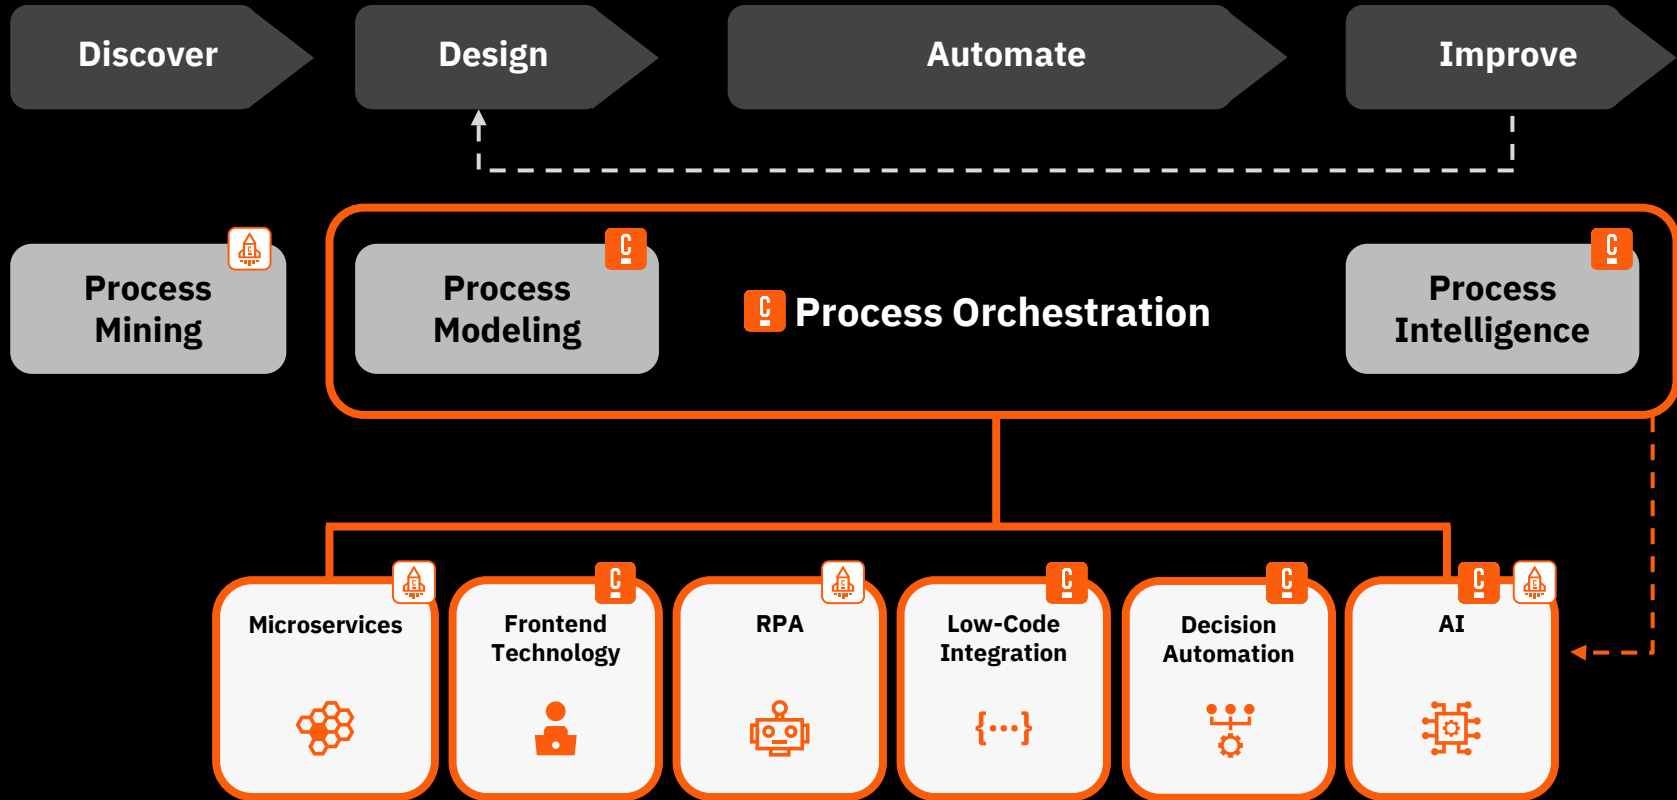 Discover
Design
Automate
Improve
Process
Mining
Process
Modeling
Process Orchestration
Process
Intelligence
Microservices
Frontend
Technology
RPA
Low-Code
Integration
{...}
Decision
Automation
AI